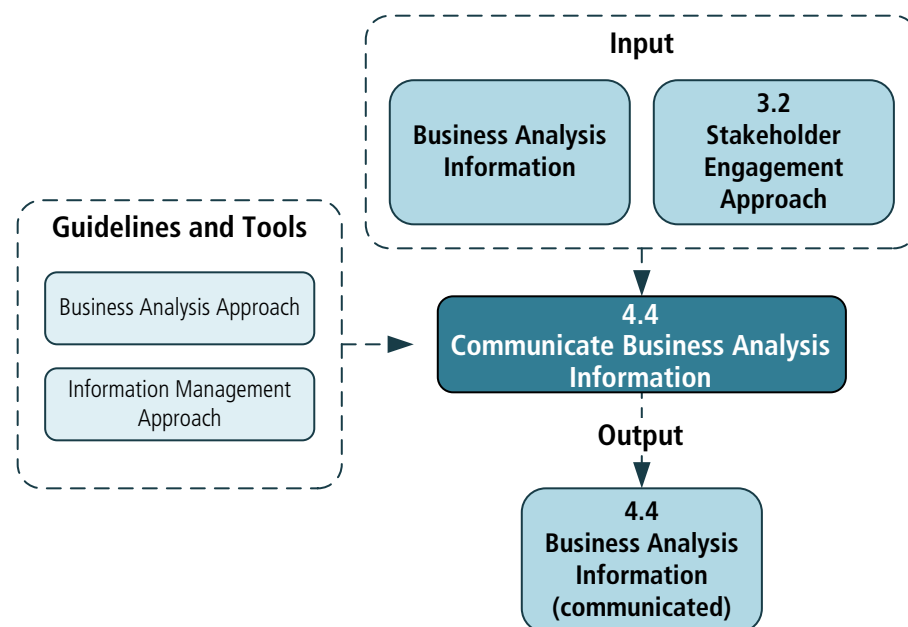 Input
Business Analysis
Information
3.2
Stakeholder
Engagement
Approach
Guidelines and Tools
Business Analysis Approach
Information Management
Approach
4.4
Communicate Business Analysis
Information
Output
4.4
Business Analysis
Information
(communicated)